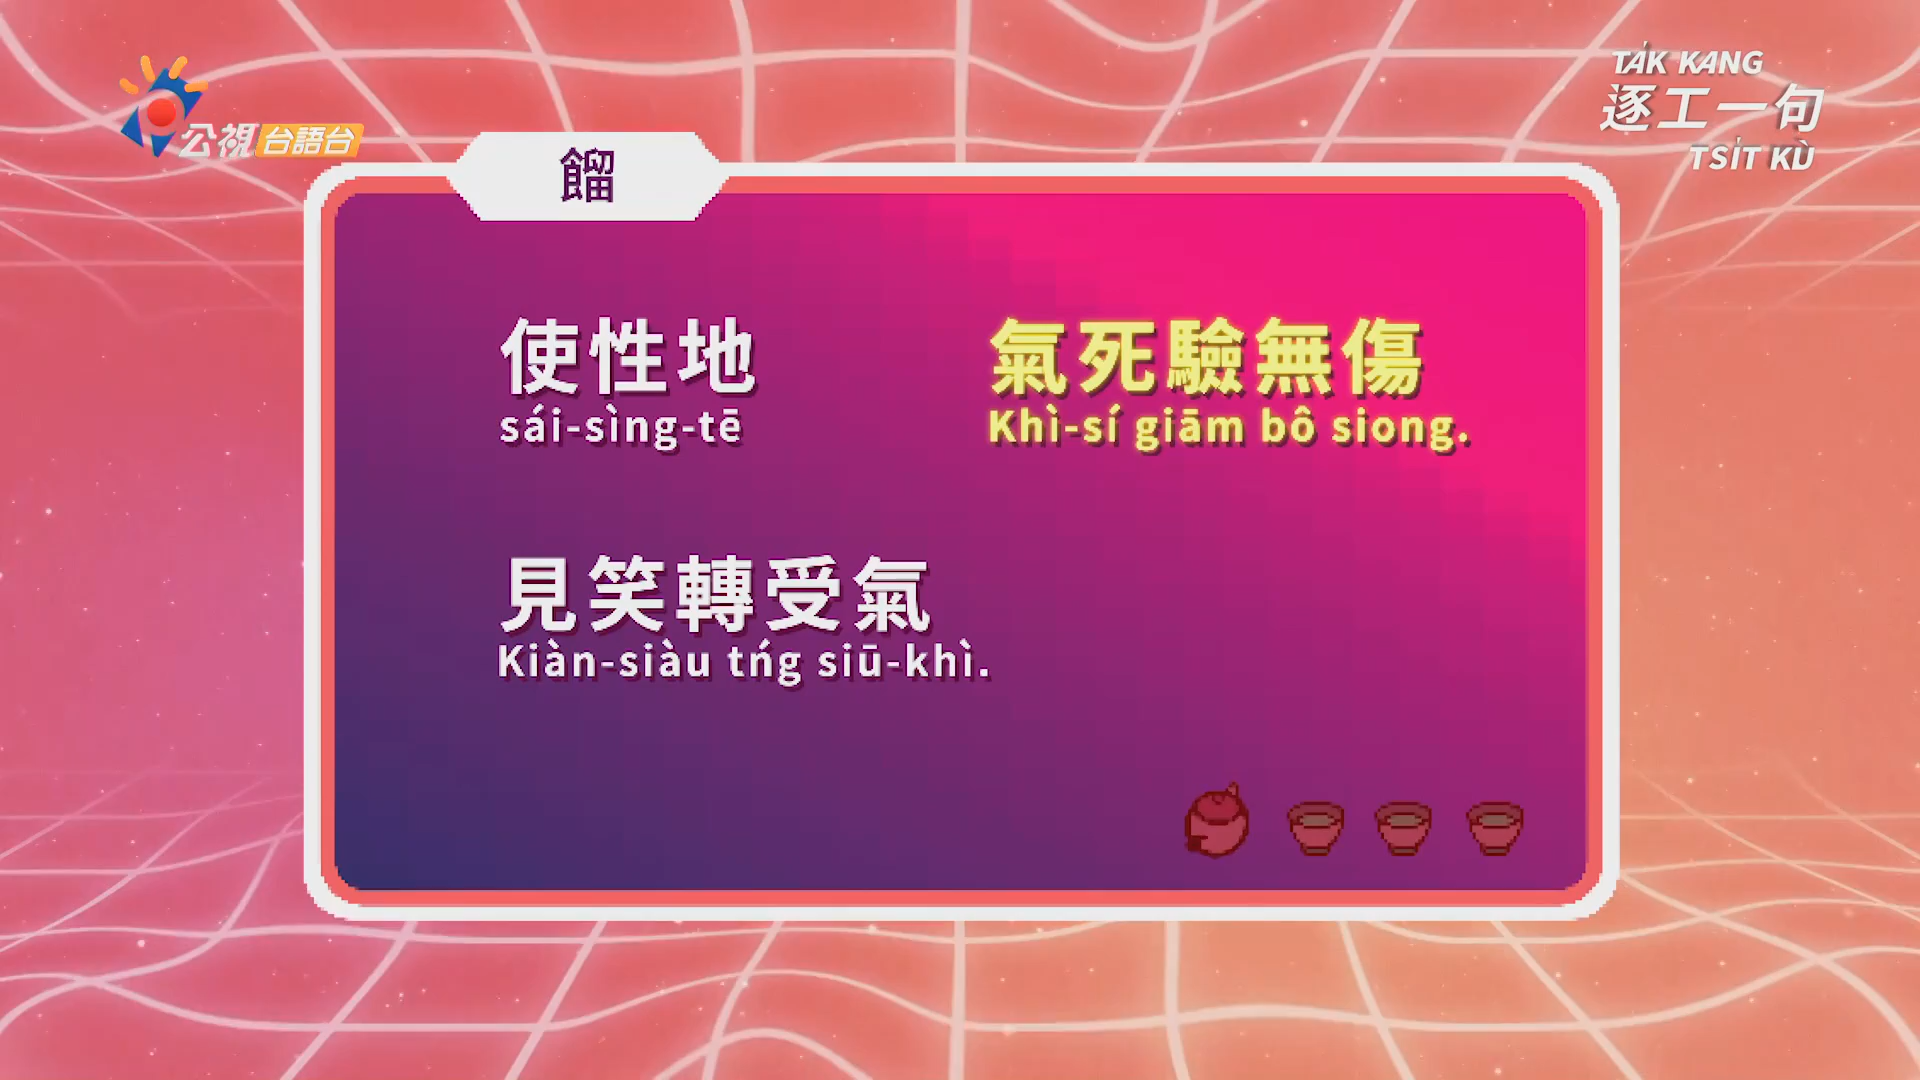 公視台語台
TA̍K KANG
逐工一句
TSI̍T KÙ
餾
使性地
sái-sìng-tē
氣死驗無傷
Khì-sí giām bô siong.
見笑轉受氣
Kiàn-siàu tńg siū-khì.